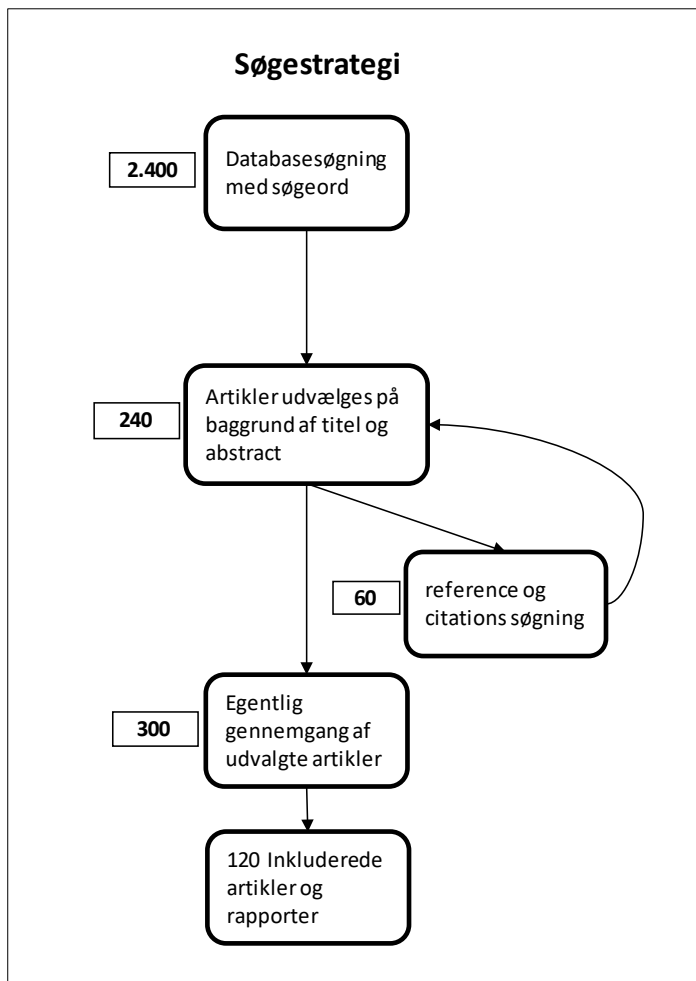 Søgestrategi
2.400
Databasesøgning
med søgeord
240
Artikler udvælges på
baggrund af titel og
abstract
60
reference og
citations søgning
300
Egentlig
gennemgang af
udvalgte artikler
120 Inkluderede
artikler og
rapporter